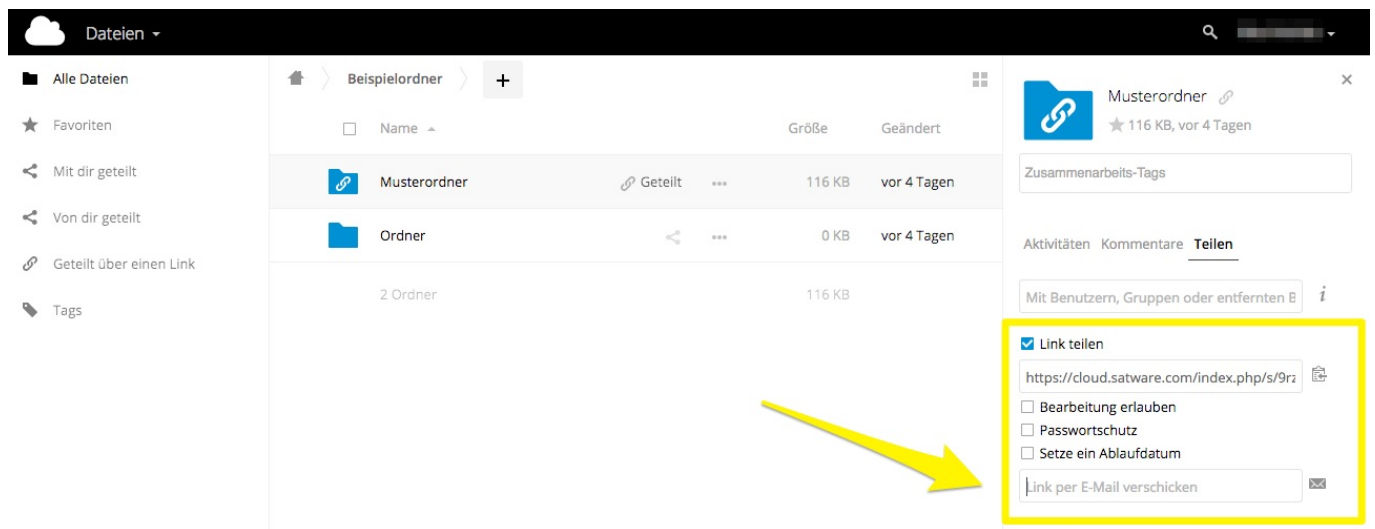 Dateien
Alle Dateien
Favoriten
Mit dir geteilt
Von dir geteilt
Geteilt über einen Link
Tags
Beispielordner +
Name Größe Geändert
Musterordner Geteilt ••• 116 KB vor 4 Tagen
Ordner ••• 0 KB vor 4 Tagen
2 Ordner 116 KB
Musterordner
116 KB, vor 4 Tagen
Zusammenarbeits-Tags
Aktivitäten Kommentare Teilen
Mit Benutzern, Gruppen oder entfernten B i
Link teilen
https://cloud.satware.com/index.php/s/9rz
Bearbeitung erlauben
Passwortschutz
Setze ein Ablaufdatum
Link per E-Mail verschicken